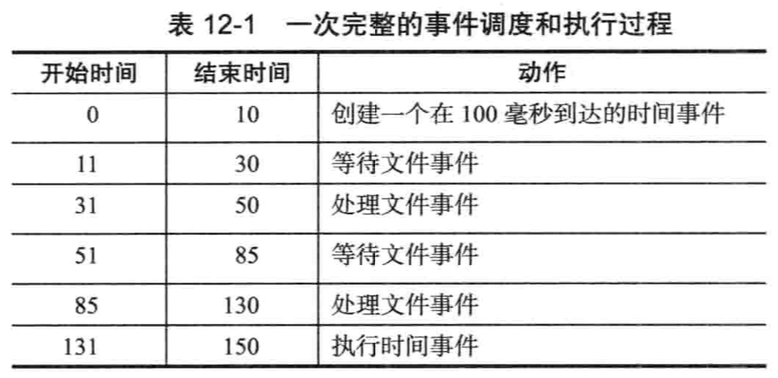 表 12-1 一次完整的事件调度和执行过程
开始时间 结束时间 动作
0 10 创建一个在 100 毫秒到达的时间事件
11 30 等待文件事件
31 50 处理文件事件
51 85 等待文件事件
85 130 处理文件事件
131 150 执行时间事件